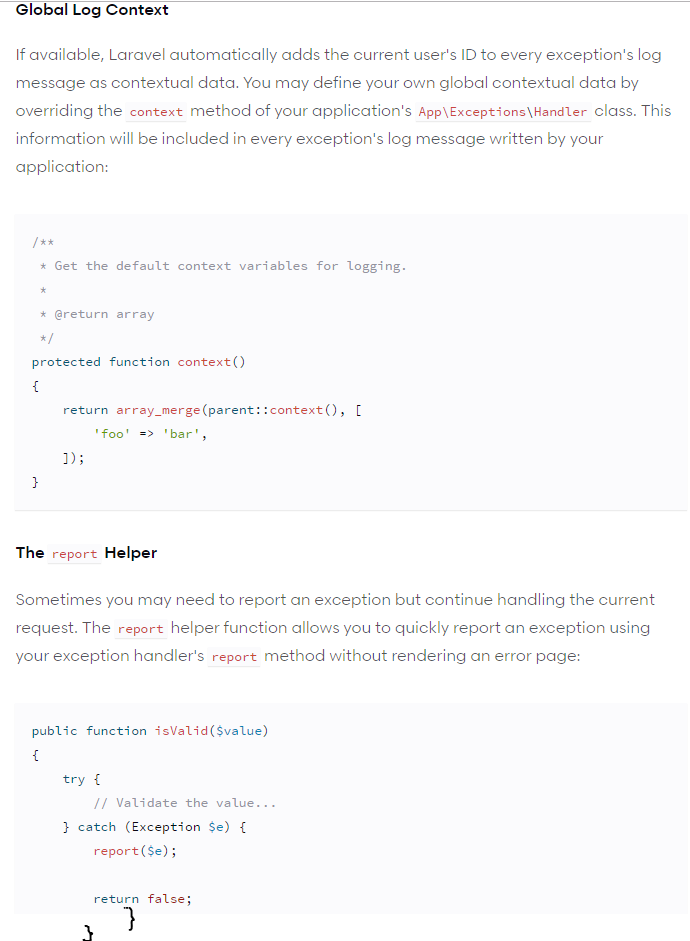 Global Log Context
If available, Laravel automatically adds the current user's ID to every exception's log
message as contextual data. You may define your own global contextual data by
overriding the context method of your application's App\Exceptions\Handler class. This
information will be included in every exception's log message written by your
application:
/**
 * Get the default context variables for logging.
 *
 * @return array
 */
protected function context()
{
    return array_merge(parent::context(), [
        'foo' => 'bar',
    ]);
}
The report Helper
Sometimes you may need to report an exception but continue handling the current
request. The report helper function allows you to quickly report an exception using
your exception handler's report method without rendering an error page:
public function isValid($value)
{
    try {
        // Validate the value...
    } catch (Exception $e) {
        report($e);
        return false;
            }
      }